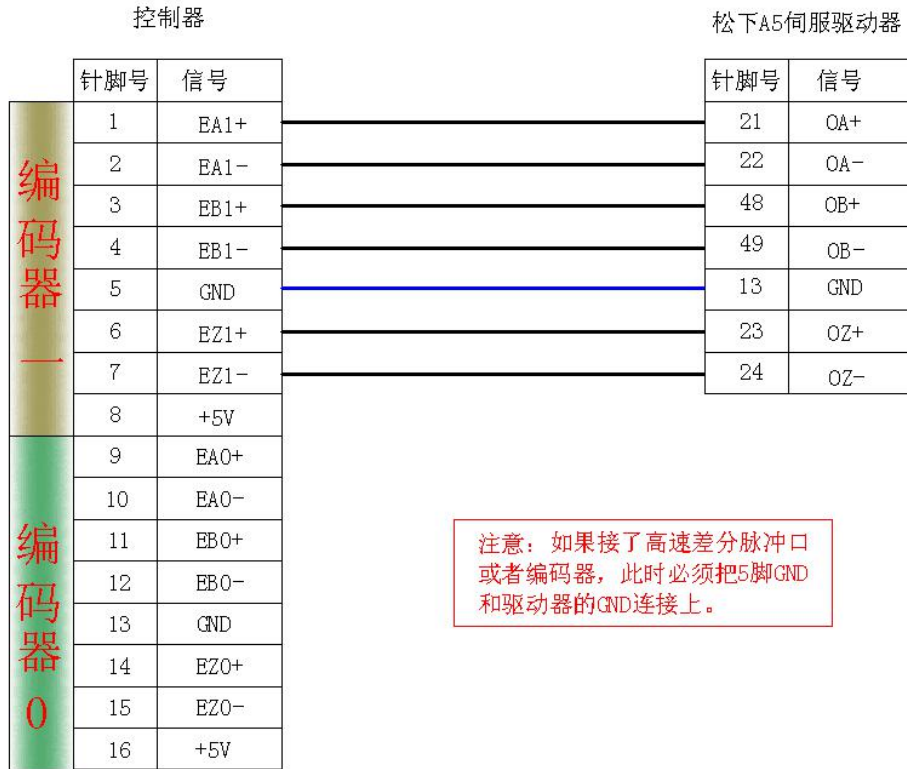 控制器 松下A5伺服驱动器
针脚号 信号 针脚号 信号
1 EA1+ 21 OA+
2 EA1- 22 OA-
3 EB1+ 48 OB+
4 EB1- 49 OB-
5 GND 13 GND
6 EZ1+ 23 OZ+
7 EZ1- 24 OZ-
8 +5V
编码器一
9 EA0+
10 EA0-
11 EB0+
12 EB0-
13 GND
14 EZ0+
15 EZ0-
16 +5V
编码器0
注意：如果接了高速差分脉冲口
或者编码器，此时必须把5脚GND
和驱动器的GND连接上。